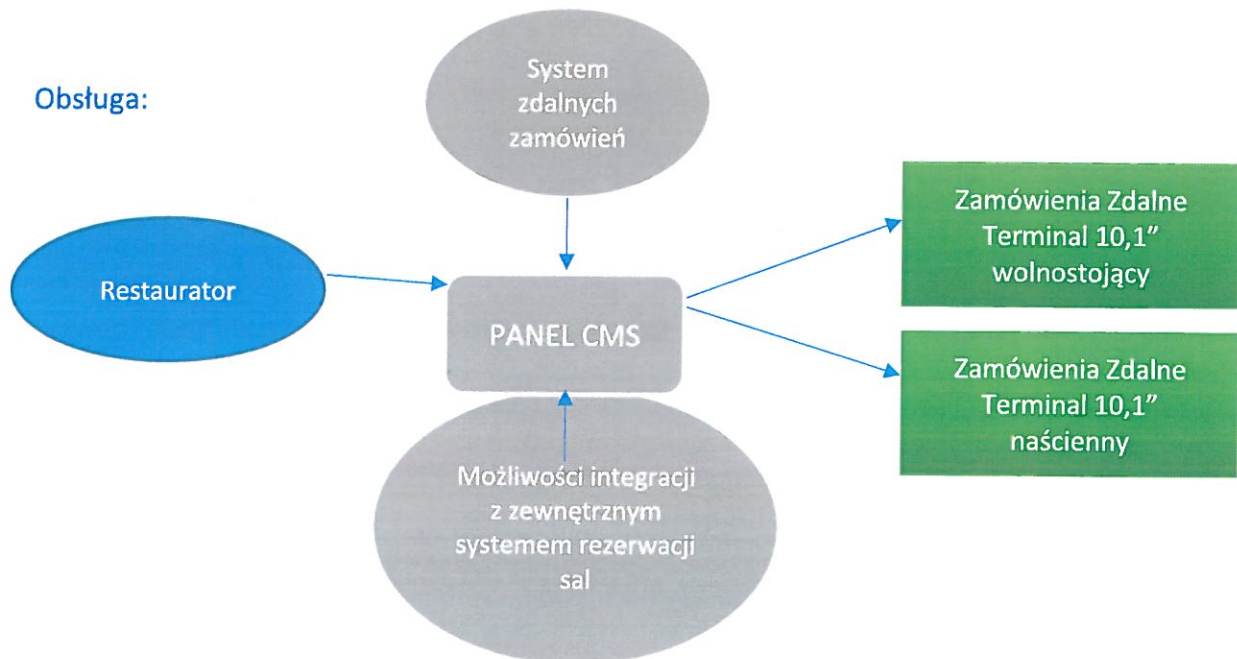 Obsługa:
System
zdalnych
zamówień
Restaurator
PANEL CMS
Zamówienia Zdalne
Terminal 10,1”
wolnostojący
Zamówienia Zdalne
Terminal 10,1”
naścienny
Możliwości integracji
z zewnętrznym
systemem rezerwacji
sal